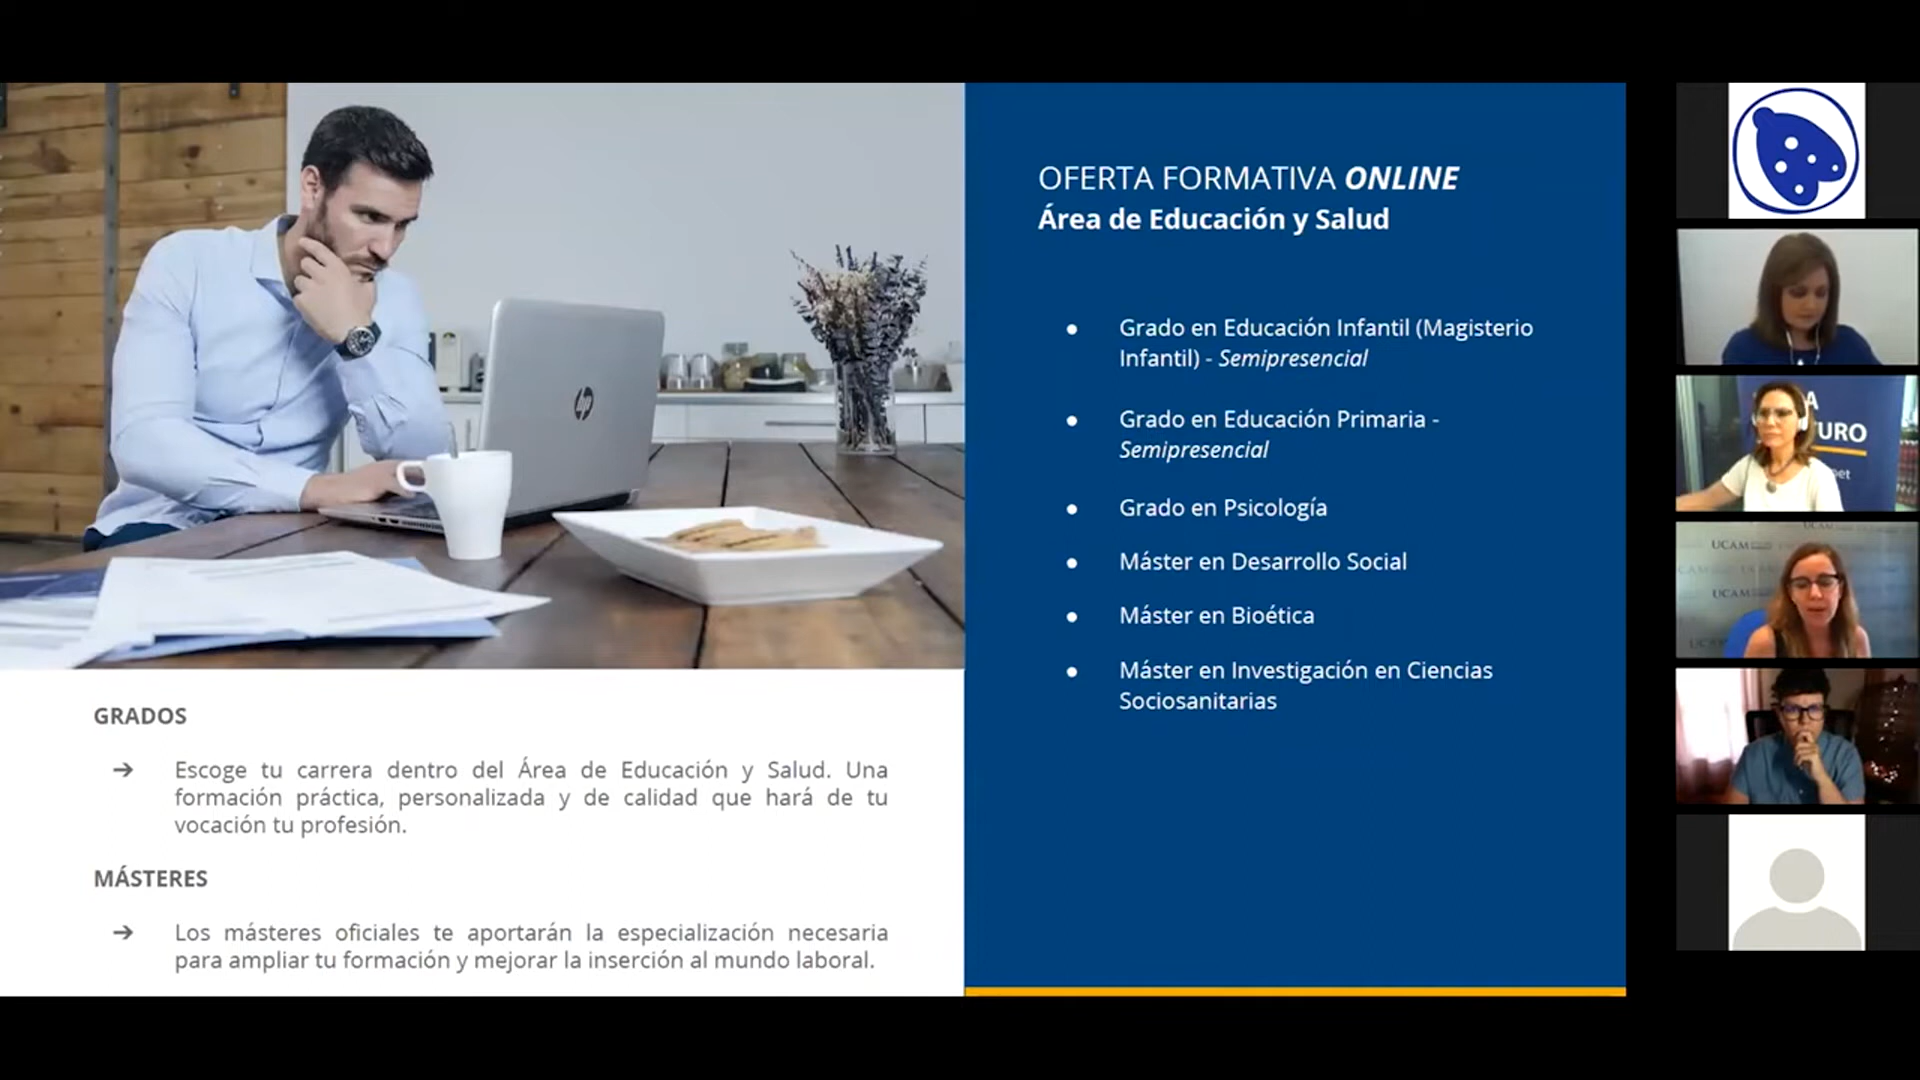 OFERTA FORMATIVA ONLINE
Área de Educación y Salud
Grado en Educación Infantil (Magisterio
Infantil) - Semipresencial
Grado en Educación Primaria -
Semipresencial
Grado en Psicología
Máster en Desarrollo Social
Máster en Bioética
Máster en Investigación en Ciencias
Sociosanitarias
GRADOS
Escoge tu carrera dentro del Área de Educación y Salud. Una
formación práctica, personalizada y de calidad que hará de tu
vocación tu profesión.
MÁSTERES
Los másteres oficiales te aportarán la especialización necesaria
para ampliar tu formación y mejorar la inserción al mundo laboral.
hp
UCAM
UCAM